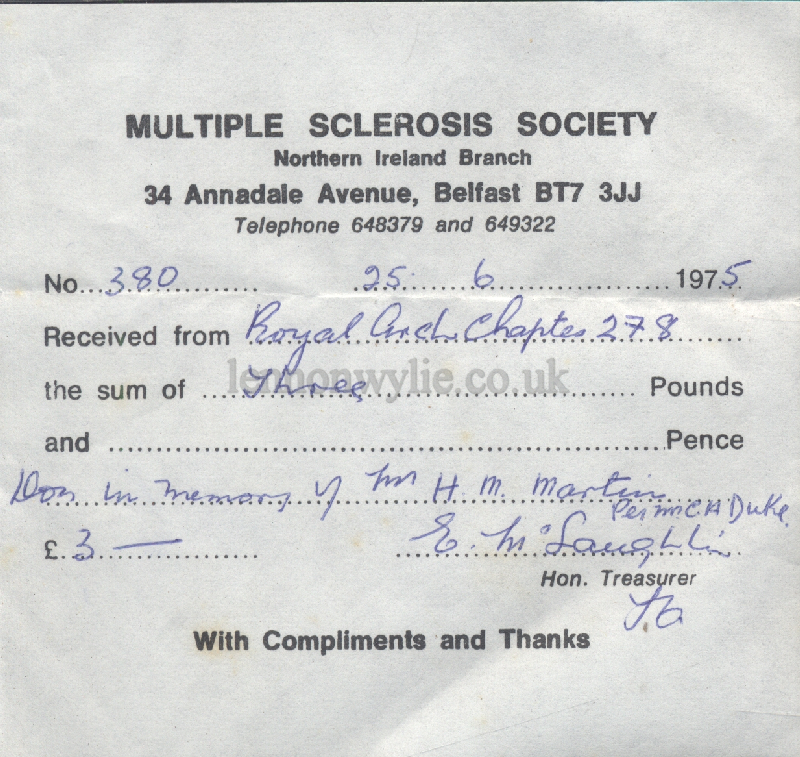 MULTIPLE SCLEROSIS SOCIETY
Northern Ireland Branch
34 Annadale Avenue, Belfast BT7 3JJ
Telephone 648379 and 649322
No...380............ .25......6.................... 1975.
Received from Royal Arch Chapter 278
the sum of ....Three.................... Pounds
lennonwylie.co.uk
and ........................................................Pence
Don in memory of Mrs H. M. Martin
Per Mr C H Duke.
£.3 —.............. ....E. McLaughlin
Hon. Treasurer
With Compliments and Thanks